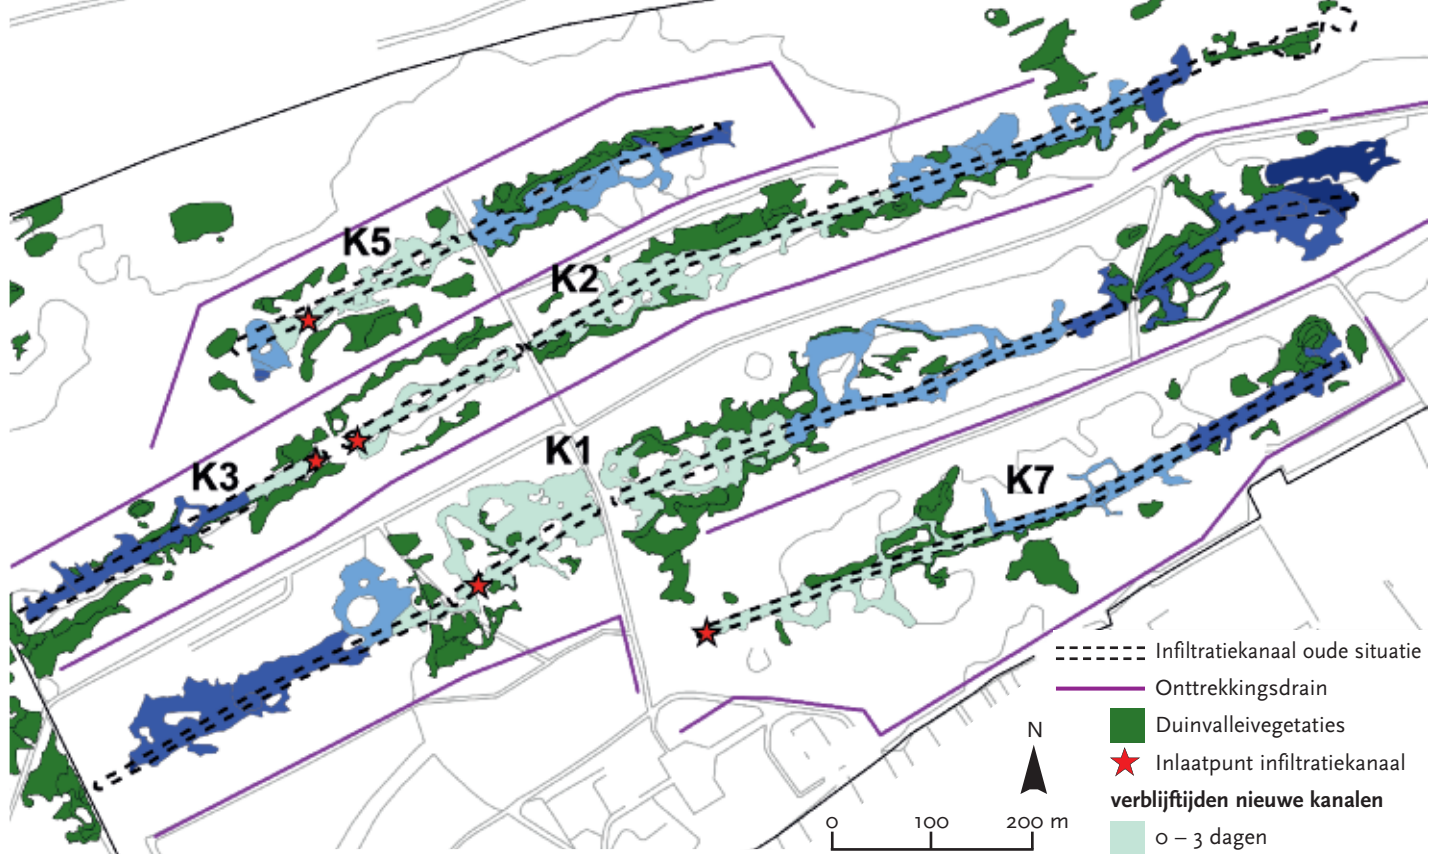 K5
K2
K3
K1
K7
Infiltratiekanaal oude situatie
Onttrekkingsdrain
Duinvalleivegetaties
Inlaatpunt infiltratiekanaal
verblijftijden nieuwe kanalen
0 – 3 dagen
N
0 100 200 m